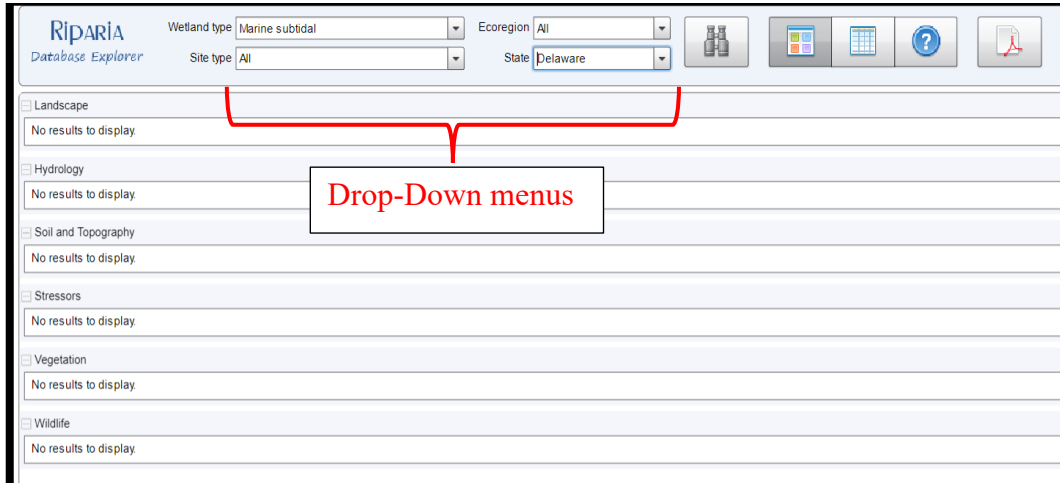 Riparia
Database Explorer
Wetland type Marine subtidal
Ecoregion All
Site type All
State Delaware
?
Landscape
No results to display.
Hydrology
No results to display.
Drop-Down menus
Soil and Topography
No results to display.
Stressors
No results to display.
Vegetation
No results to display.
Wildlife
No results to display.